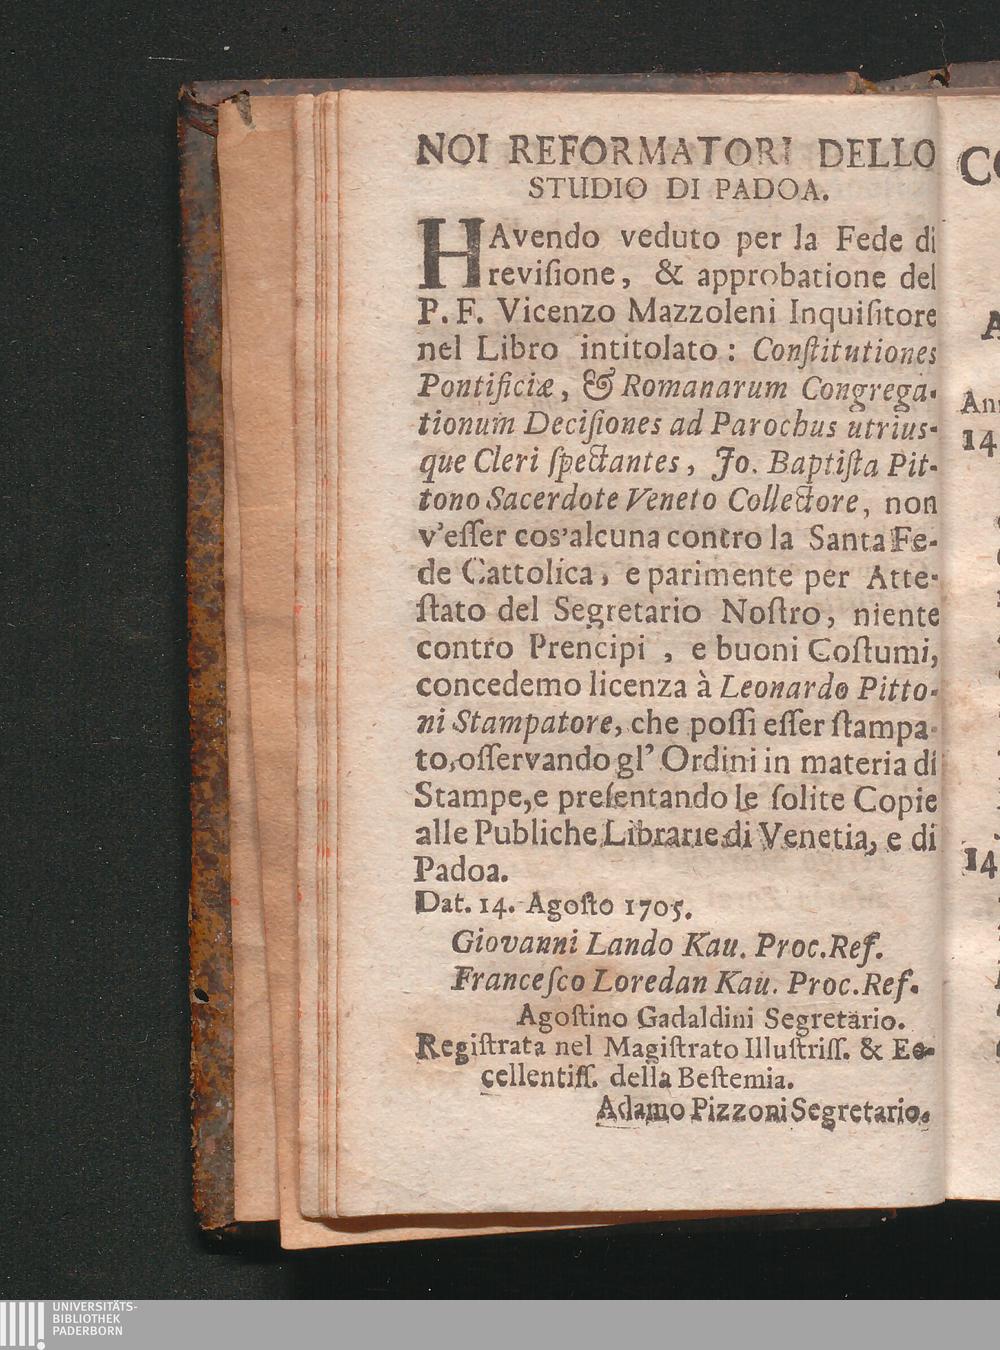 NOI REFORMATORI DELLO
STUDIO DI PADOA.
HAvendo veduto per la Fede di
reviſione, & approbatione del
P. F. Vicenzo Mazzoleni Inquiſitore
nel Libro intitolato : Conſtitutiones
Pontificiæ, & Romanarum Congrega-
tionum Deciſiones ad Parochus utrius-
que Cleri ſpectantes, Jo. Baptiſta Pit-
tono Sacerdote Veneto Collectore, non
v'eſſer cos'alcuna contro la Santa Fe-
de Cattolica, e parimente per Atte-
ſtato del Segretario Noſtro, niente
contro Prencipi , e buoni Coſtumi,
concedemo licenza à Leonardo Pitto-
ni Stampatore, che poſſi eſſer ſtampa-
to, oſſervando gl' Ordini in materia di
Stampe, e preſentando le ſolite Copie
alle Publiche Librarie di Venetia, e di
Padoa.
Dat. 14. Agoſto 1705.
Giovanni Lando Kau. Proc. Ref.
Franceſco Loredan Kau. Proc. Ref.
Agoſtino Gadaldini Segretario.
Regiſtrata nel Magiſtrato Illuſtriſſ. & Ec-
cellentiſſ. della Beſtemia.
Adamo Pizzoni Segretario.
14
14
UNIVERSITÄTS-
BIBLIOTHEK
PADERBORN